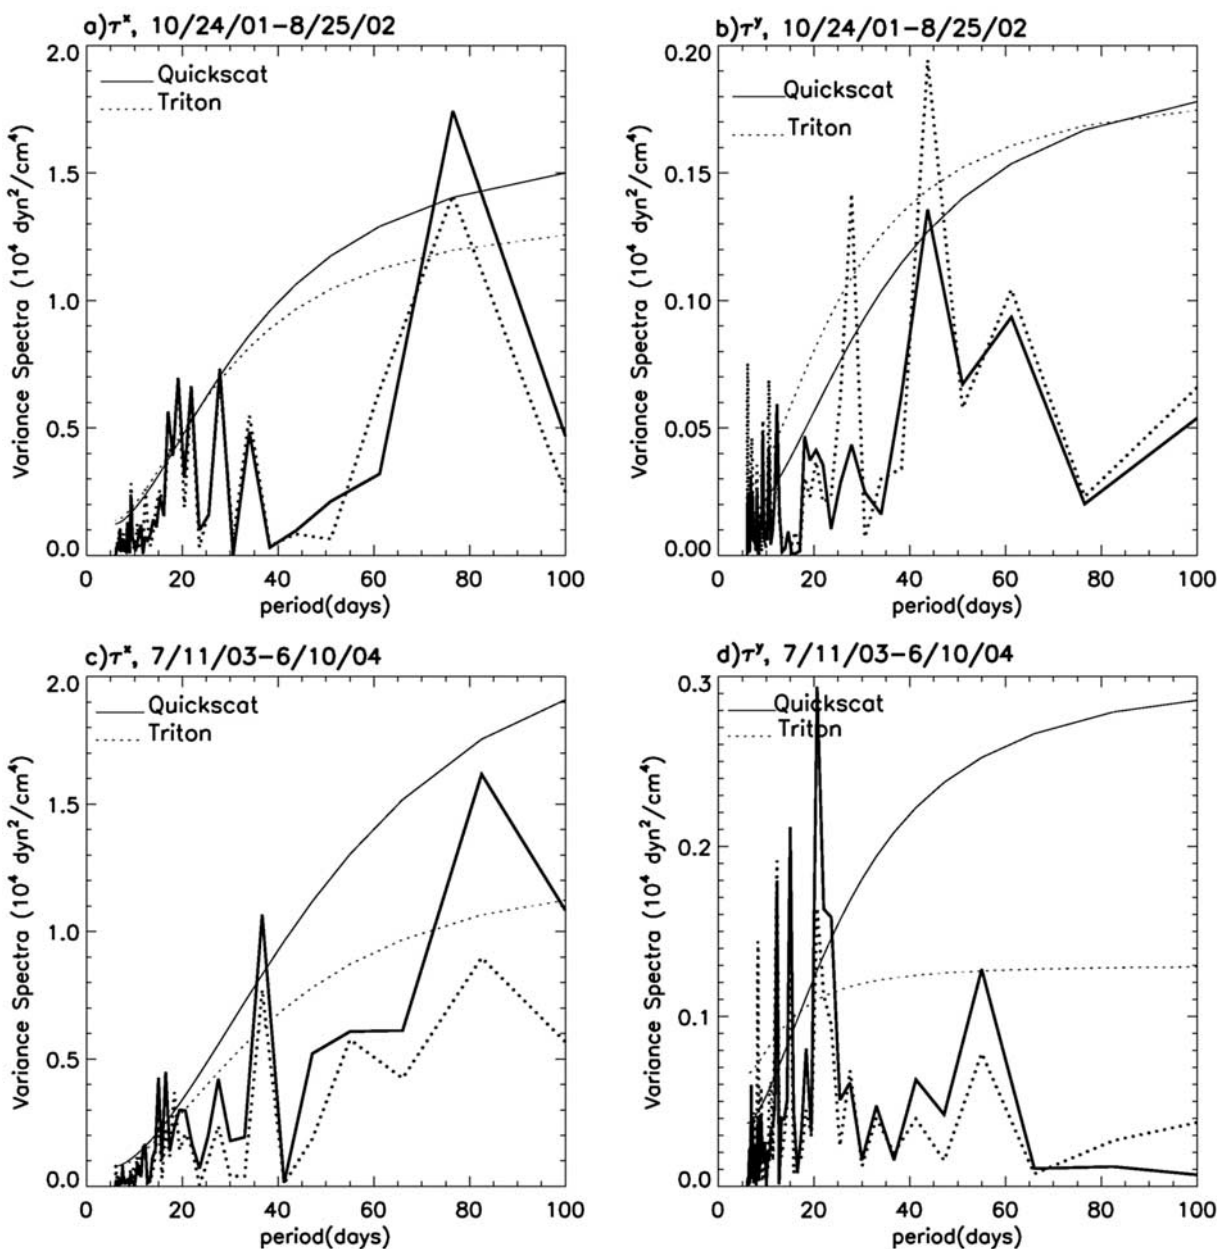 a)τˣ, 10/24/01–8/25/02
2.0
1.5
1.0
0.5
0.0
Variance Spectra (10⁴ dyn²/cm⁴)
Quickscat
Triton
0 20 40 60 80 100
period(days)
b)τʸ, 10/24/01–8/25/02
0.20
0.15
0.10
0.05
0.00
Variance Spectra (10⁴ dyn²/cm⁴)
Quickscat
Triton
0 20 40 60 80 100
period(days)
c)τˣ, 7/11/03–6/10/04
2.0
1.5
1.0
0.5
0.0
Variance Spectra (10⁴ dyn²/cm⁴)
Quickscat
Triton
0 20 40 60 80 100
period(days)
d)τʸ, 7/11/03–6/10/04
0.3
0.2
0.1
0.0
Variance Spectra (10⁴ dyn²/cm⁴)
Quickscat
Triton
0 20 40 60 80 100
period(days)